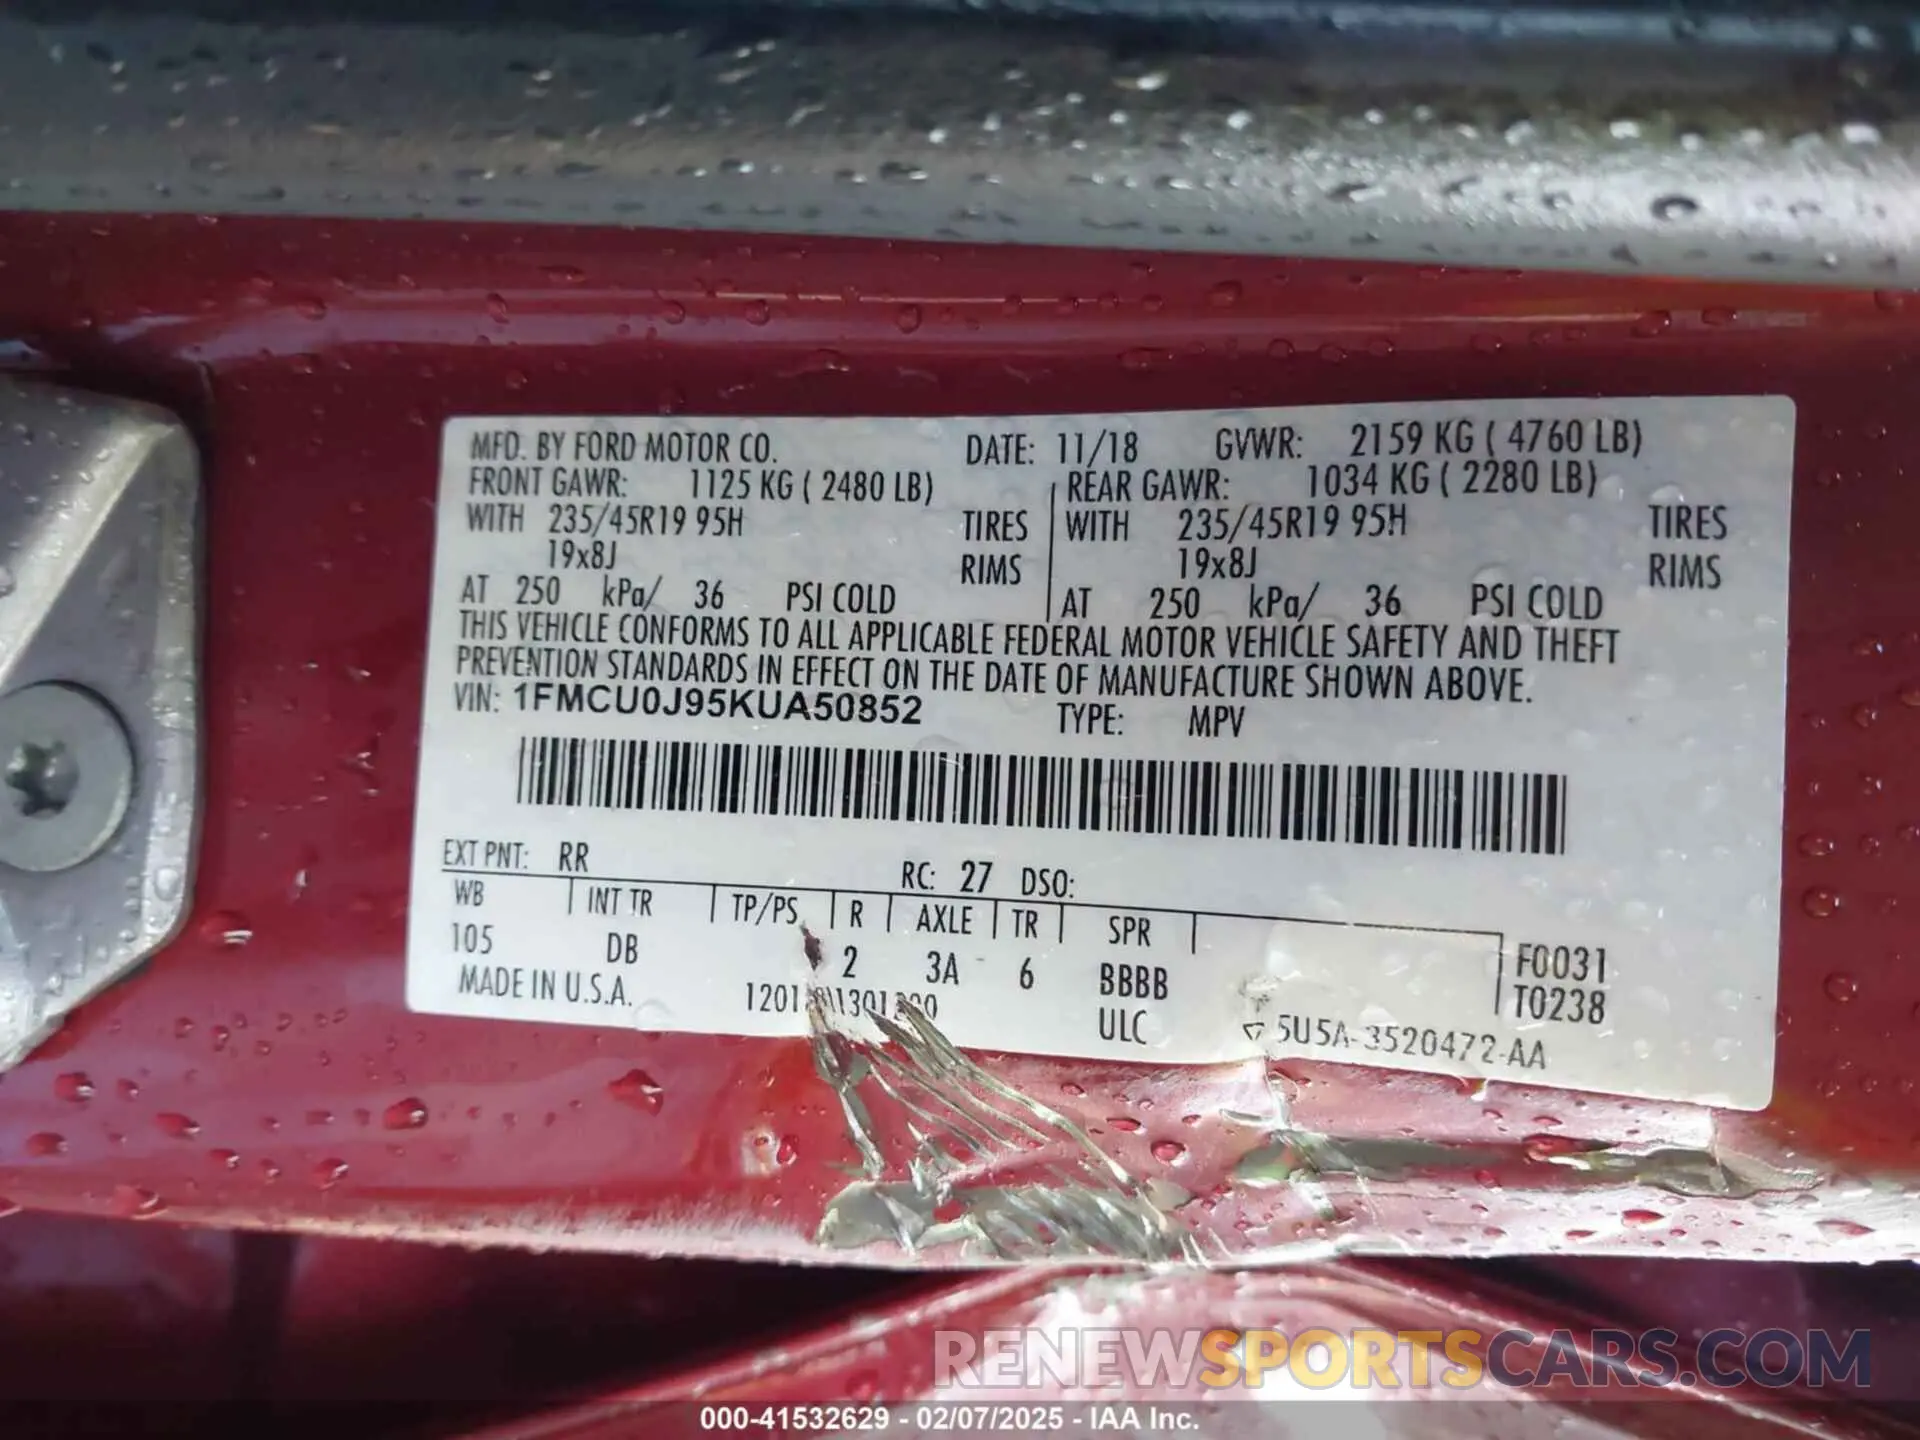 MFD. BY FORD MOTOR CO. DATE: 11/18 GVWR: 2159 KG ( 4760 LB)
FRONT GAWR: 1125 KG ( 2480 LB) REAR GAWR: 1034 KG ( 2280 LB)
WITH 235/45R19 95H TIRES WITH 235/45R19 95H TIRES
19x8J RIMS 19x8J RIMS
AT 250 kPa/ 36 PSI COLD AT 250 kPa/ 36 PSI COLD
THIS VEHICLE CONFORMS TO ALL APPLICABLE FEDERAL MOTOR VEHICLE SAFETY AND THEFT
PREVENTION STANDARDS IN EFFECT ON THE DATE OF MANUFACTURE SHOWN ABOVE.
VIN: 1FMCU0J95KUA50852 TYPE: MPV
EXT PNT: RR RC: 27 DSO:
WB INT TR TP/PS R AXLE TR SPR
105 DB 2 3A 6 BBBB F0031
MADE IN U.S.A. ULC T0238
5U5A-3520472-AA
RENEWSPORTSCARS.COM
000-41532629 - 02/07/2025 - IAA Inc.